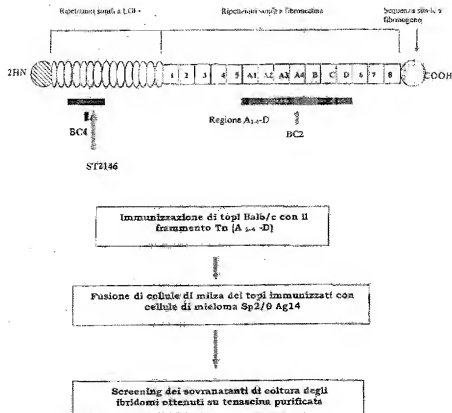 Ripetizioni simili a EGF
Ripetizioni simili a fibronectina
Sequenza simile a
fibrinogeno
2HN
1 2 3 4 5 A1 A2 A3 A4 B C D 6 7 8
COOH
BC4
Regione A₁₋₄-D
BC2
ST2146
Immunizzazione di topi Balb/c con il
frammento Tn (A ₁₋₄ -D)
Fusione di cellule di milza dei topi immunizzati con
cellule di mieloma Sp2/0 Ag14
Screening dei sovranatanti di coltura degli
ibridomi ottenuti su tenascina purificata